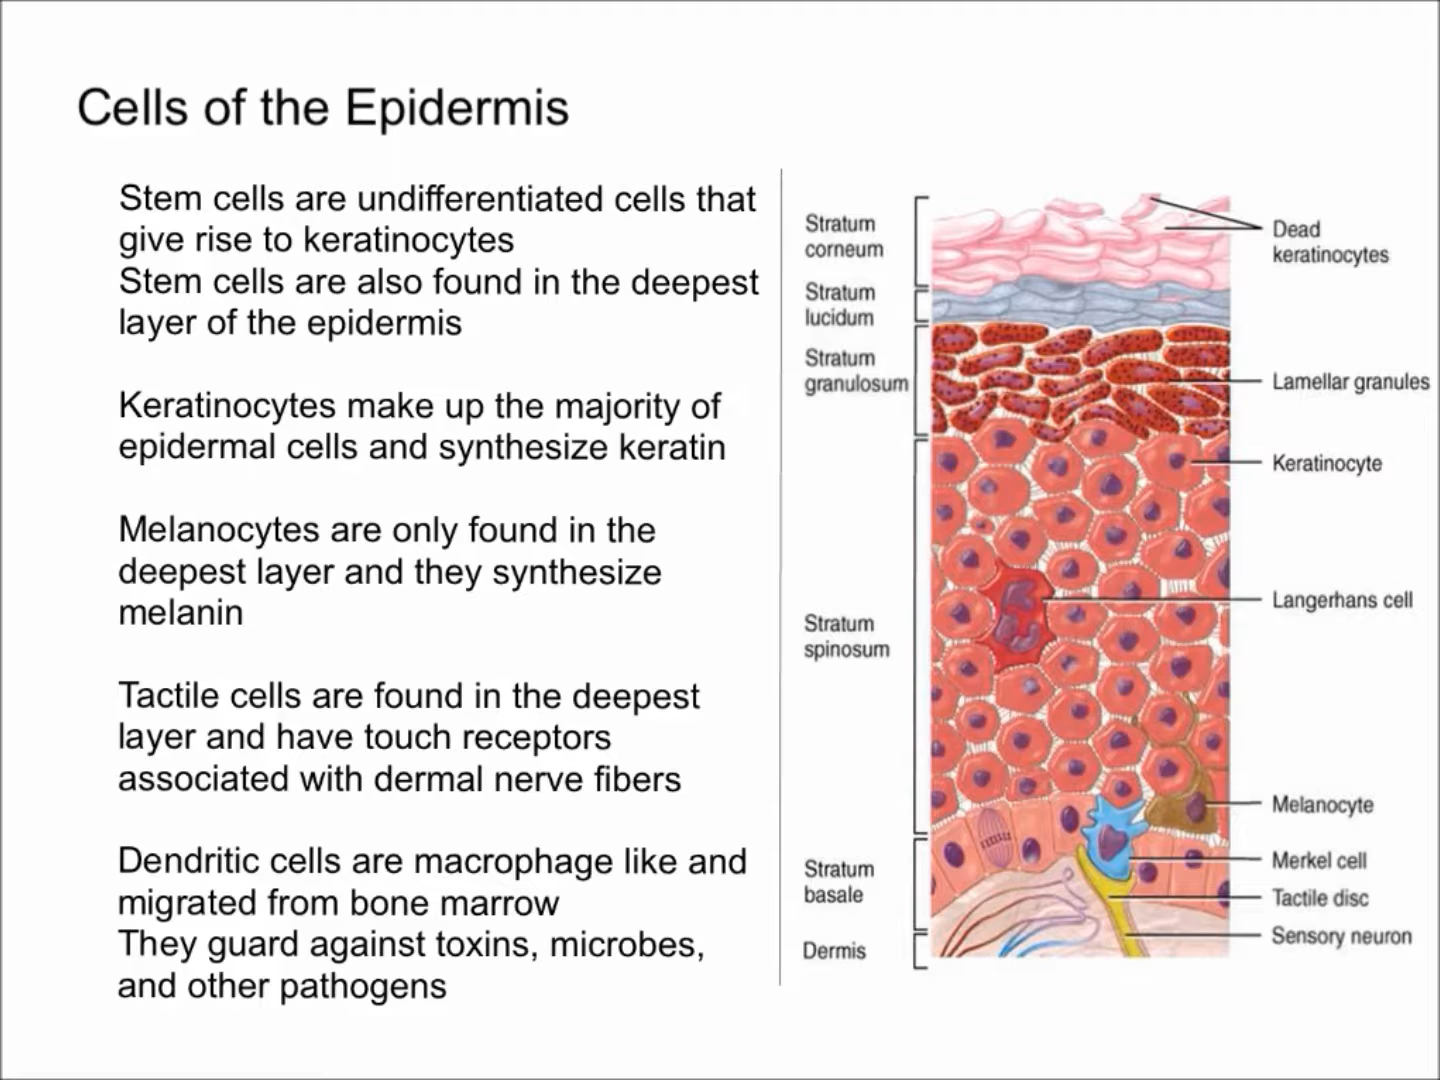 Cells of the Epidermis
Stem cells are undifferentiated cells that
give rise to keratinocytes
Stem cells are also found in the deepest
layer of the epidermis
Keratinocytes make up the majority of
epidermal cells and synthesize keratin
Melanocytes are only found in the
deepest layer and they synthesize
melanin
Tactile cells are found in the deepest
layer and have touch receptors
associated with dermal nerve fibers
Dendritic cells are macrophage like and
migrated from bone marrow
They guard against toxins, microbes,
and other pathogens
Stratum
corneum
Stratum
lucidum
Stratum
granulosum
Stratum
spinosum
Stratum
basale
Dermis
Dead
keratinocytes
Lamellar granules
Keratinocyte
Langerhans cell
Melanocyte
Merkel cell
Tactile disc
Sensory neuron